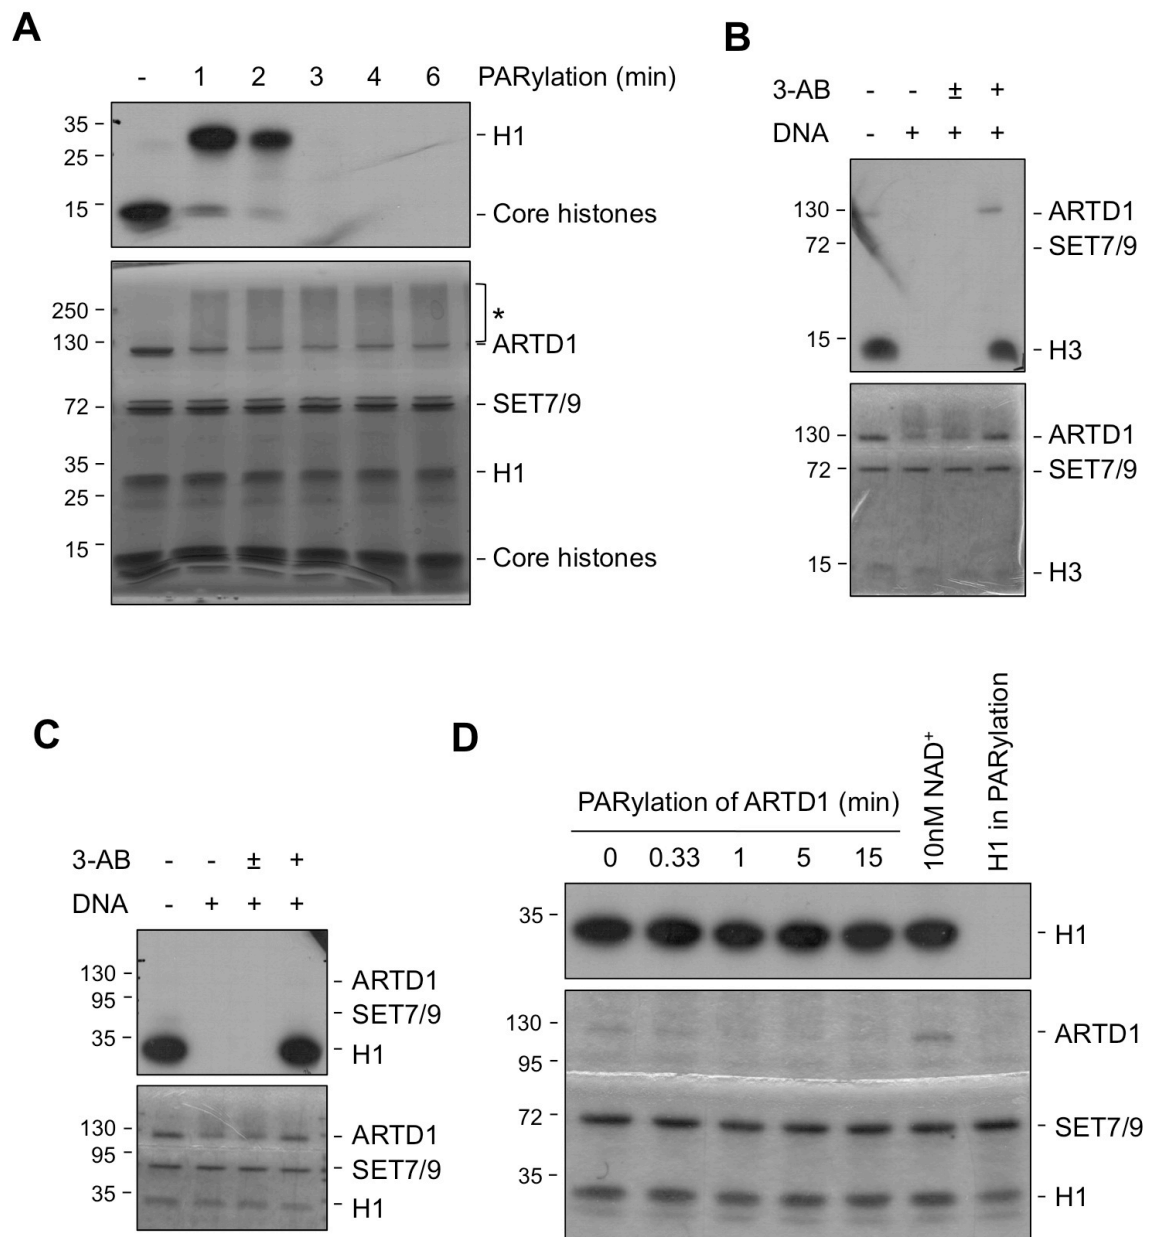 A
- 1 2 3 4 6 PARylation (min)
35
25
15
H1
Core histones
250
130
72
35
25
15
*
ARTD1
SET7/9
H1
Core histones
B
3-AB - - ± +
DNA - + + +
130
72
15
ARTD1
SET7/9
H3
130
72
15
ARTD1
SET7/9
H3
C
3-AB - - ± +
DNA - + + +
130
95
35
ARTD1
SET7/9
H1
130
95
35
ARTD1
SET7/9
H1
D
PARylation of ARTD1 (min)
0 0.33 1 5 15
10nM NAD⁺
H1 in PARylation
35
H1
130
95
72
35
ARTD1
SET7/9
H1